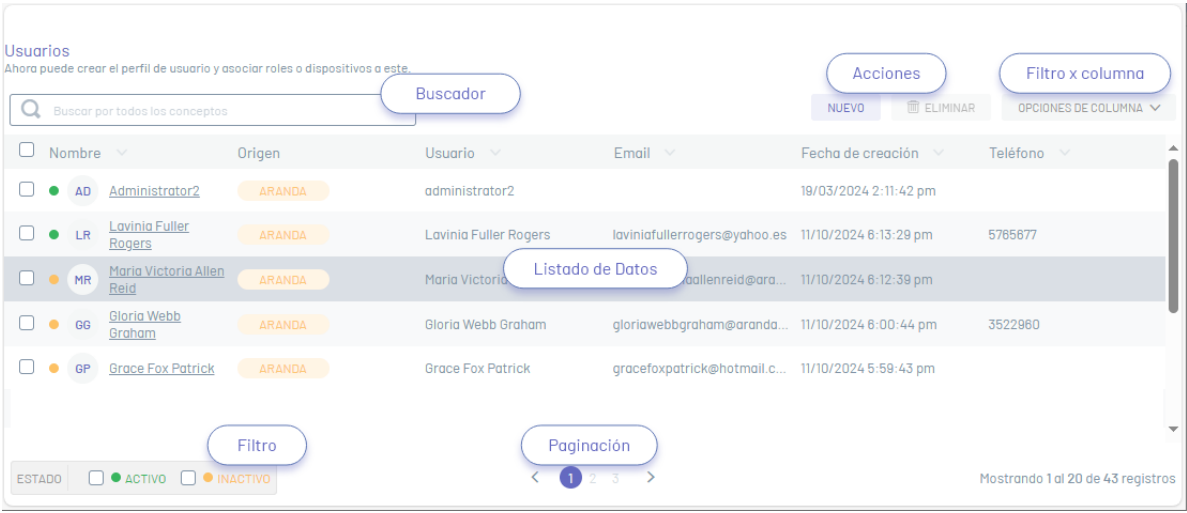 Usuarios
Ahora puede crear el perfil de usuario y asociar roles o dispositivos a este.
Acciones
Filtro x columna
Buscador
Buscar por todos los conceptos
NUEVO
ELIMINAR
OPCIONES DE COLUMNA
Nombre Origen Usuario Email Fecha de creación Teléfono
AD Administrator2 ARANDA administrator2 19/03/2024 2:11:42 pm
Lavinia Fuller
LR ARANDA Lavinia Fuller Rogers laviniafullerrogers@yahoo.es 11/10/2024 6:13:29 pm 5765677
Rogers
Listado de Datos
Maria Victoria Allen
MR ARANDA Maria Victoria aallenreid@ara... 11/10/2024 6:12:39 pm
Reid
Gloria Webb
GG ARANDA Gloria Webb Graham gloriawebbgraham@aranda... 11/10/2024 6:00:44 pm 3522960
Graham
GP Grace Fox Patrick ARANDA Grace Fox Patrick gracefoxpatrick@hotmail.c... 11/10/2024 5:59:43 pm
Filtro
Paginación
ESTADO ACTIVO INACTIVO
1 2 3
Mostrando 1 al 20 de 43 registros